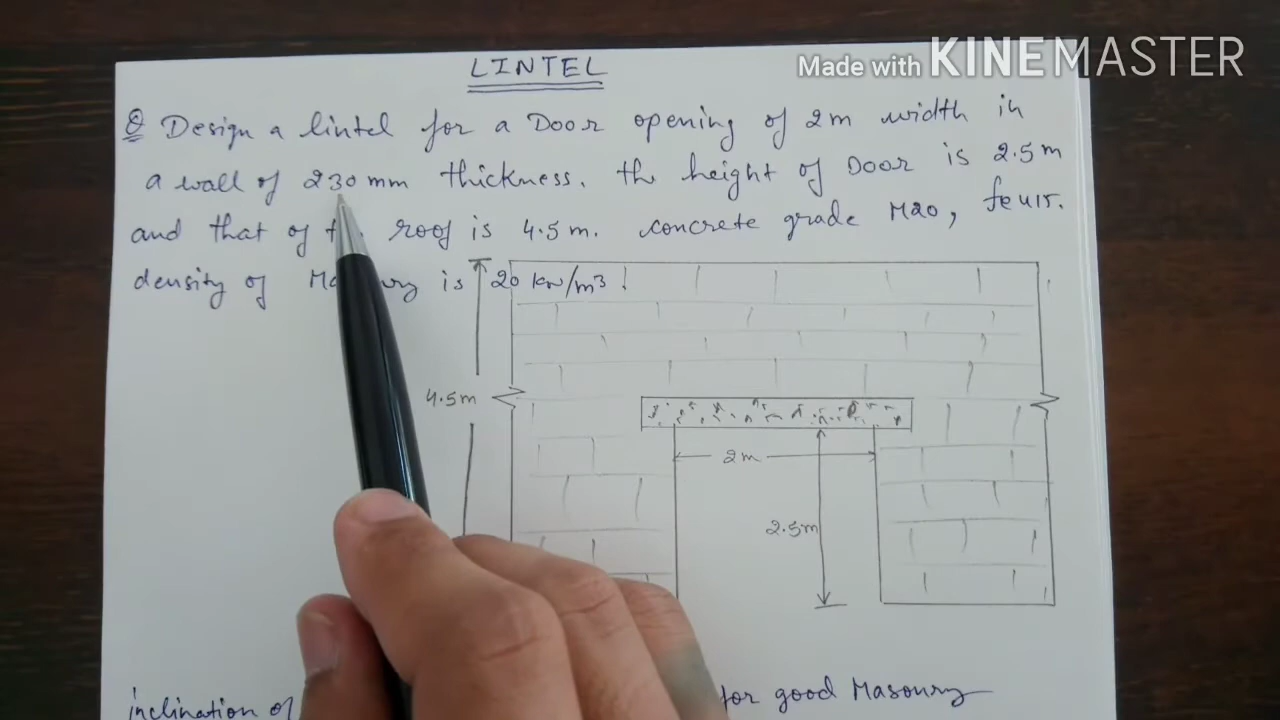 Made with KINEMASTER
LINTEL
Q Design a lintel for a Door opening of 2m width in
a wall of 230 mm thickness. the height of Door is 2.5m
and that of roof is 4.5m. concrete grade M20, fe415.
density of is 20 kN/m3!
4.5m
2m
2.5m
inclination of for good Masonry